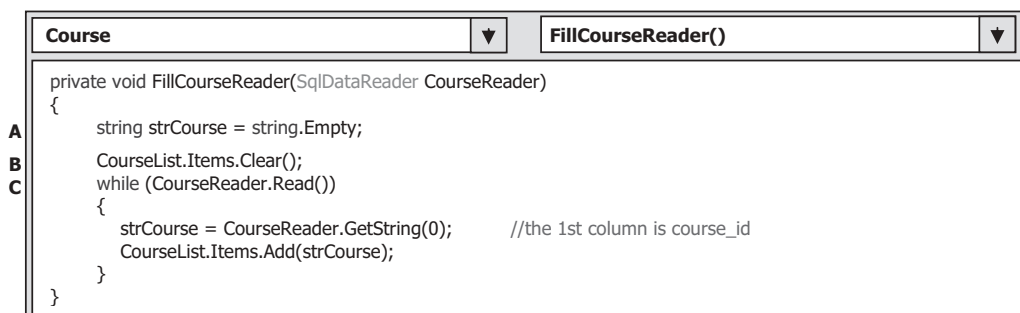 Course FillCourseReader()
private void FillCourseReader(SqlDataReader CourseReader)
{
A string strCourse = string.Empty;
B CourseList.Items.Clear();
C while (CourseReader.Read())
{
strCourse = CourseReader.GetString(0); //the 1st column is course_id
CourseList.Items.Add(strCourse);
}
}